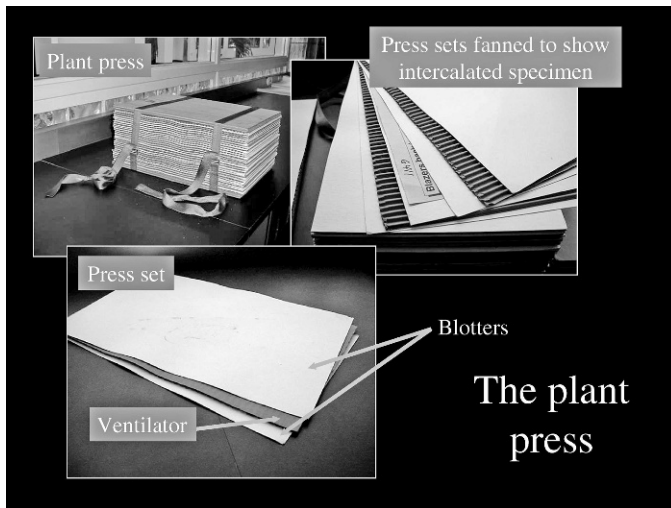 Plant press
Press sets fanned to show
intercalated specimen
Press set
Blotters
Ventilator
The plant
press